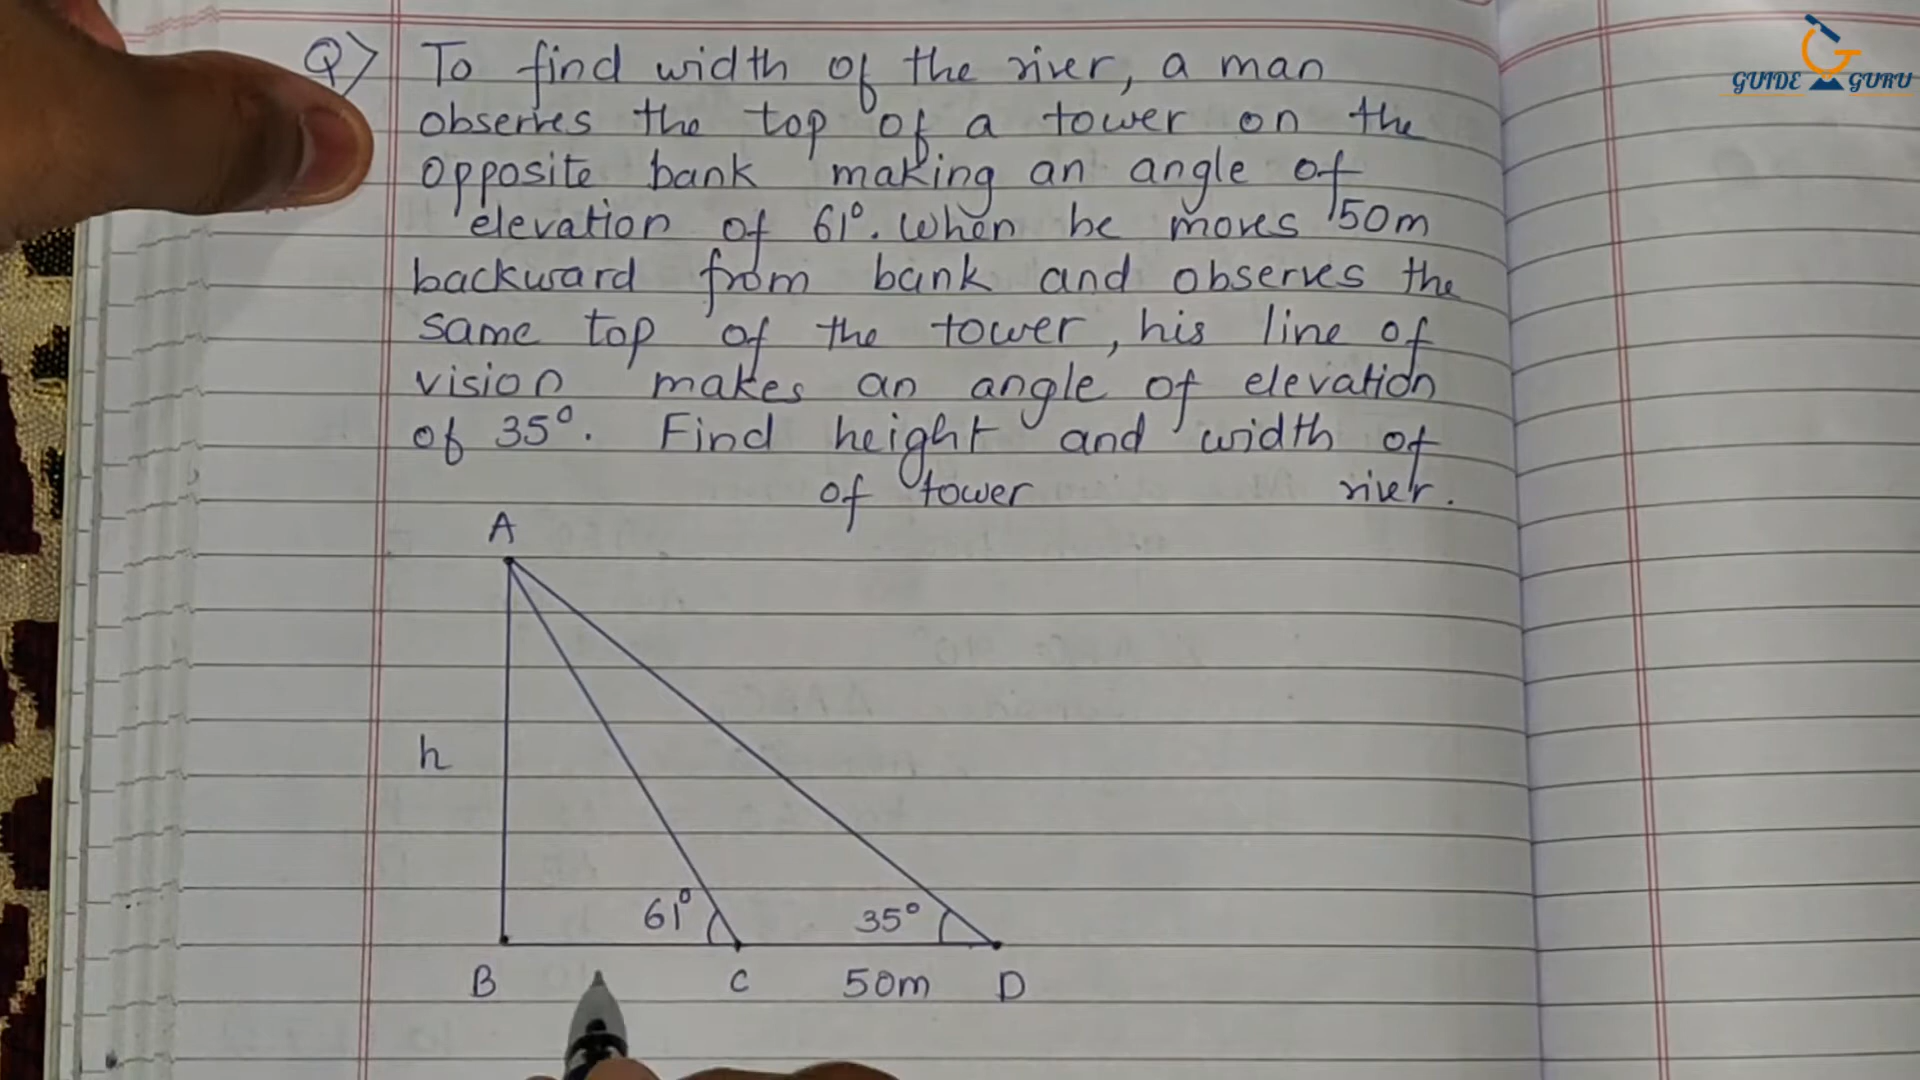 GUIDE GURU
Q> To find width of the river, a man
observes the top of a tower on the
opposite bank making an angle of
elevation of 61°. When he moves 50m
backward from bank and observes the
same top of the tower, his line of
vision makes an angle of elevation
of 35°. Find height and width of
of tower river.
A
h
61° 35°
B C 50m D